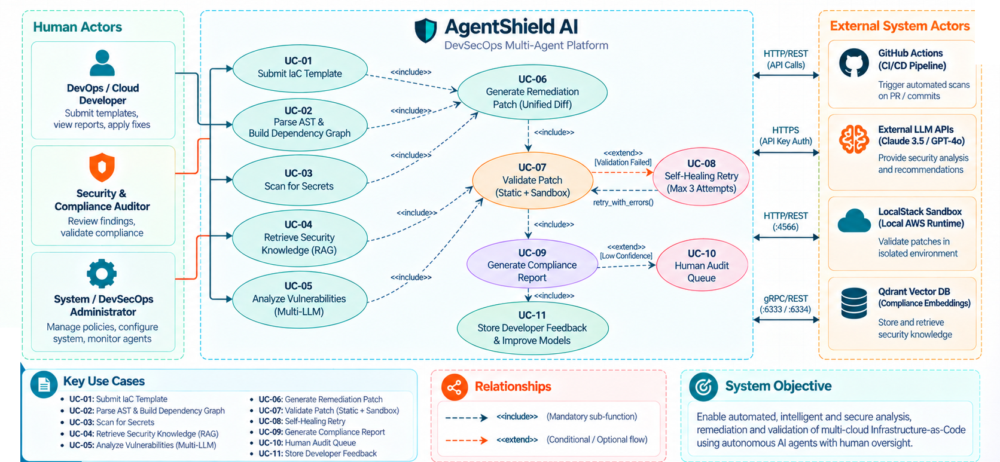 Human Actors
DevOps / Cloud
Developer
Submit templates,
view reports, apply fixes
Security &
Compliance Auditor
Review findings,
validate compliance
System / DevSecOps
Administrator
Manage policies, configure
system, monitor agents
AgentShield AI
DevSecOps Multi-Agent Platform
UC-01
Submit IaC Template
UC-02
Parse AST &
Build Dependency Graph
UC-03
Scan for Secrets
UC-04
Retrieve Security
Knowledge (RAG)
UC-05
Analyze Vulnerabilities
(Multi-LLM)
<<include>>
<<include>>
<<include>>
<<include>>
<<include>>
UC-06
Generate Remediation
Patch (Unified Diff)
<<include>>
UC-07
Validate Patch
(Static + Sandbox)
<<extend>>
[Validation Failed]
retry_with_errors()
UC-08
Self-Healing Retry
(Max 3 Attempts)
<<include>>
UC-09
Generate Compliance
Report
<<extend>>
[Low Confidence]
UC-10
Human Audit
Queue
<<include>>
UC-11
Store Developer Feedback
& Improve Models
HTTP/REST
(API Calls)
HTTPS
(API Key Auth)
HTTP/REST
(:4566)
gRPC/REST
(:6333 / :6334)
External System Actors
GitHub Actions
(CI/CD Pipeline)
Trigger automated scans
on PR / commits
External LLM APIs
(Claude 3.5 / GPT-4o)
Provide security analysis
and recommendations
LocalStack Sandbox
(Local AWS Runtime)
Validate patches in
isolated environment
Qdrant Vector DB
(Compliance Embeddings)
Store and retrieve
security knowledge
Key Use Cases
• UC-01: Submit IaC Template
• UC-02: Parse AST & Build Dependency Graph
• UC-03: Scan for Secrets
• UC-04: Retrieve Security Knowledge (RAG)
• UC-05: Analyze Vulnerabilities (Multi-LLM)
• UC-06: Generate Remediation Patch
• UC-07: Validate Patch (Static + Sandbox)
• UC-08: Self-Healing Retry
• UC-09: Generate Compliance Report
• UC-10: Human Audit Queue
• UC-11: Store Developer Feedback
Relationships
<<include>> (Mandatory sub-function)
<<extend>> (Conditional / Optional flow)
System Objective
Enable automated, intelligent and secure analysis,
remediation and validation of multi-cloud Infrastructure-as-Code
using autonomous AI agents with human oversight.